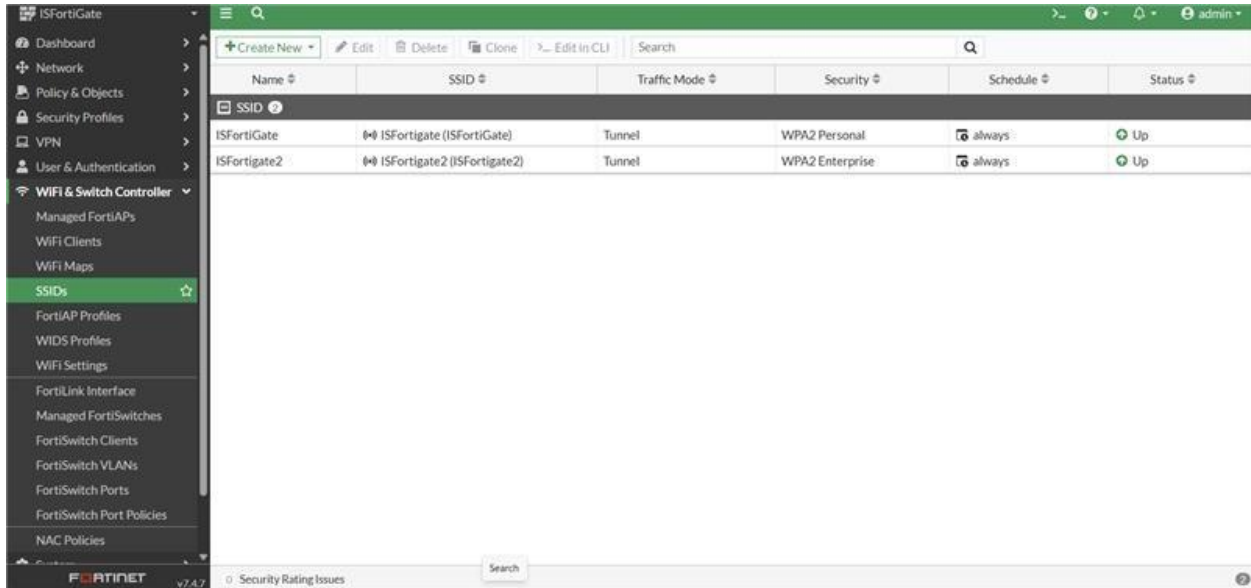 ISFortiGate
admin
Dashboard
Network
Policy & Objects
Security Profiles
VPN
User & Authentication
WiFi & Switch Controller
Managed FortiAPs
WiFi Clients
WiFi Maps
SSIDs
FortiAP Profiles
WIDS Profiles
WiFi Settings
FortiLink Interface
Managed FortiSwitches
FortiSwitch Clients
FortiSwitch VLANs
FortiSwitch Ports
FortiSwitch Port Policies
NAC Policies
FORTINET v7.4.7
+Create New Edit Delete Clone >_ Edit in CLI Search
Name SSID Traffic Mode Security Schedule Status
SSID 2
ISFortiGate ISFortigate (ISFortiGate) Tunnel WPA2 Personal always Up
ISFortigate2 ISFortigate2 (ISFortigate2) Tunnel WPA2 Enterprise always Up
Search
0 Security Rating Issues